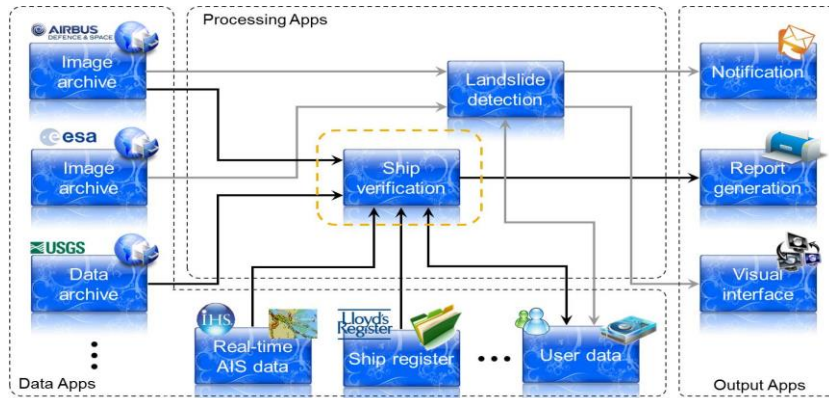 Processing Apps
AIRBUS
DEFENCE & SPACE
Image
archive
Landslide
detection
Notification
esa
Image
archive
Ship
verification
Report
generation
USGS
Data
archive
Visual
interface
IHS
Real-time
AIS data
Lloyd's
Register
Ship register
User data
Data Apps
Output Apps